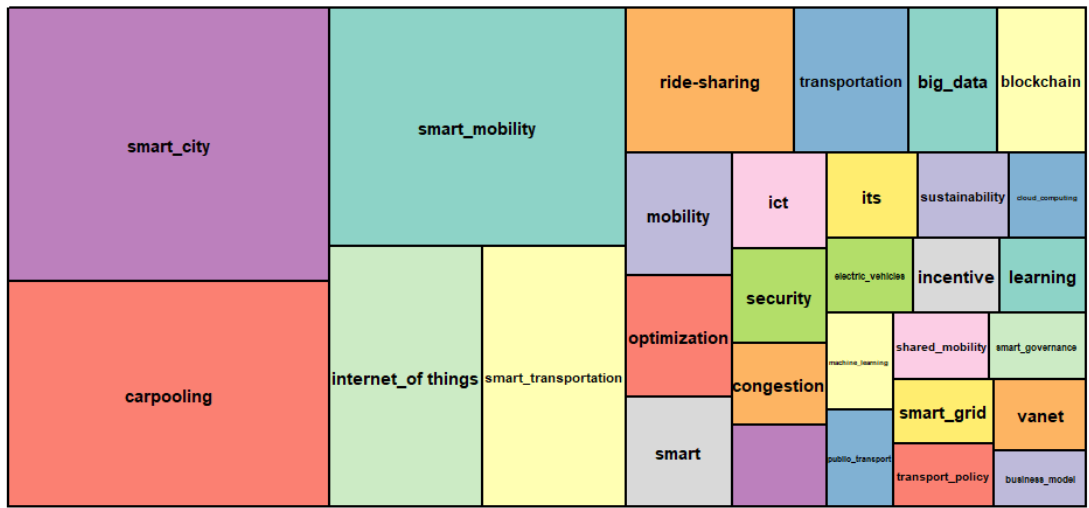 smart_city
carpooling
smart_mobility
internet_of things
smart_transportation
ride-sharing
transportation
big_data
blockchain
mobility
optimization
smart
ict
security
congestion
its
sustainability
cloud_computing
electric_vehicles
incentive
learning
machine_learning
public_transport
shared_mobility
smart_governance
smart_grid
vanet
transport_policy
business_model